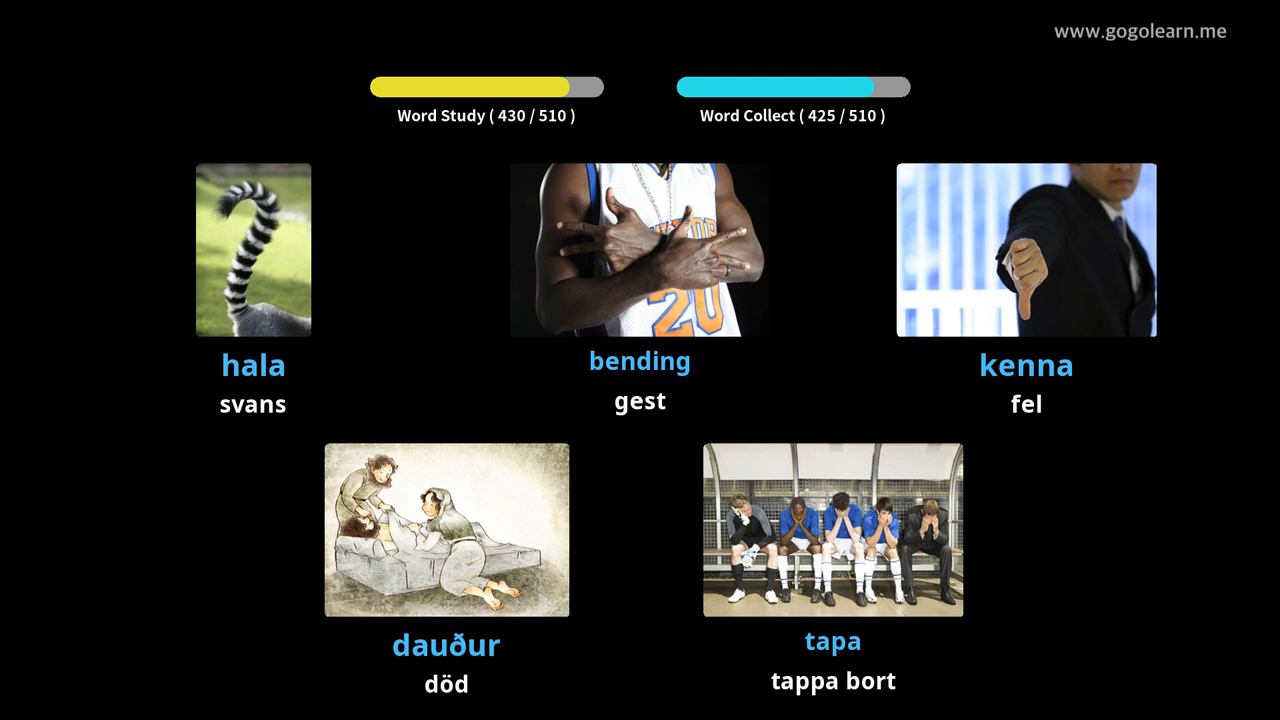 www.gogolearn.me
Word Study ( 430 / 510 )
Word Collect ( 425 / 510 )
20
hala
bending
kenna
svans
gest
fel
dauður
tapa
död
tappa bort